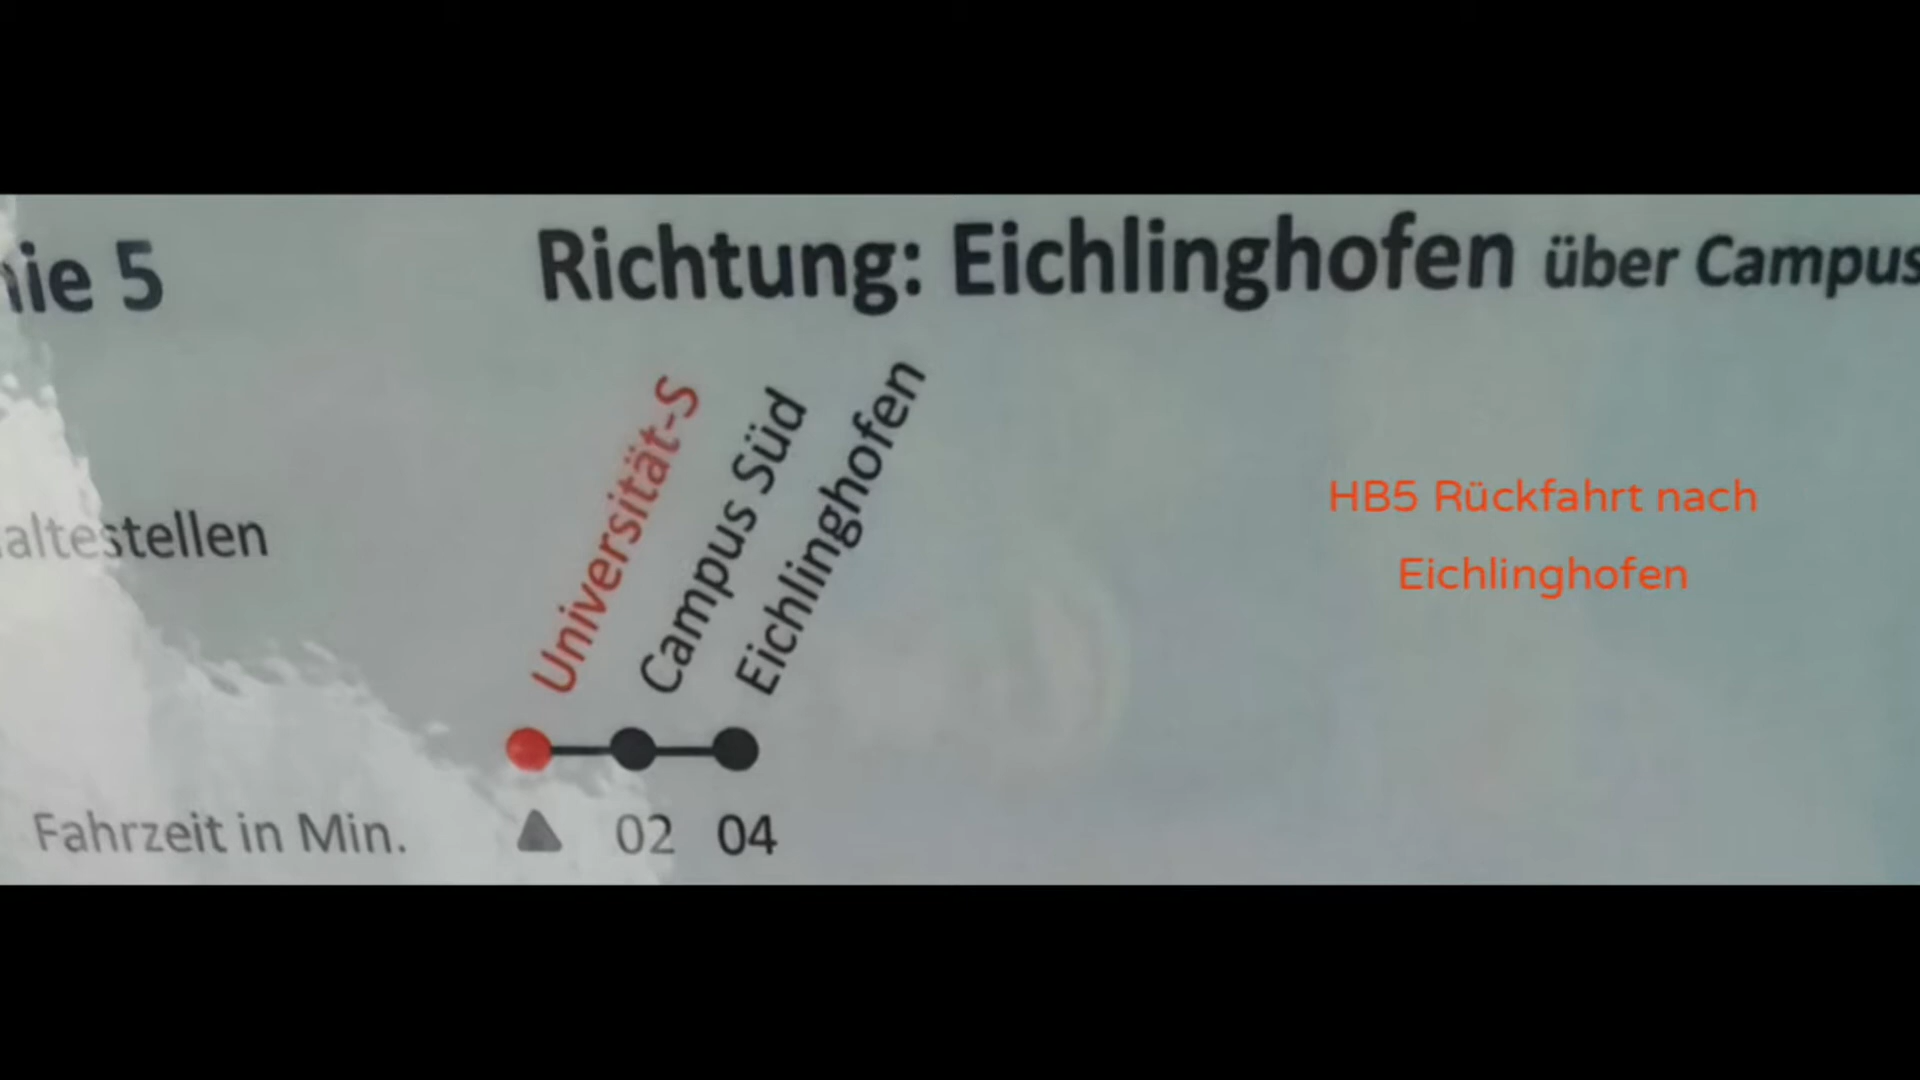 nie 5
Richtung: Eichlinghofen über Campus
Universität-S
Campus Süd
Eichlinghofen
HB5 Rückfahrt nach
Eichlinghofen
altestellen
Fahrzeit in Min.
02 04